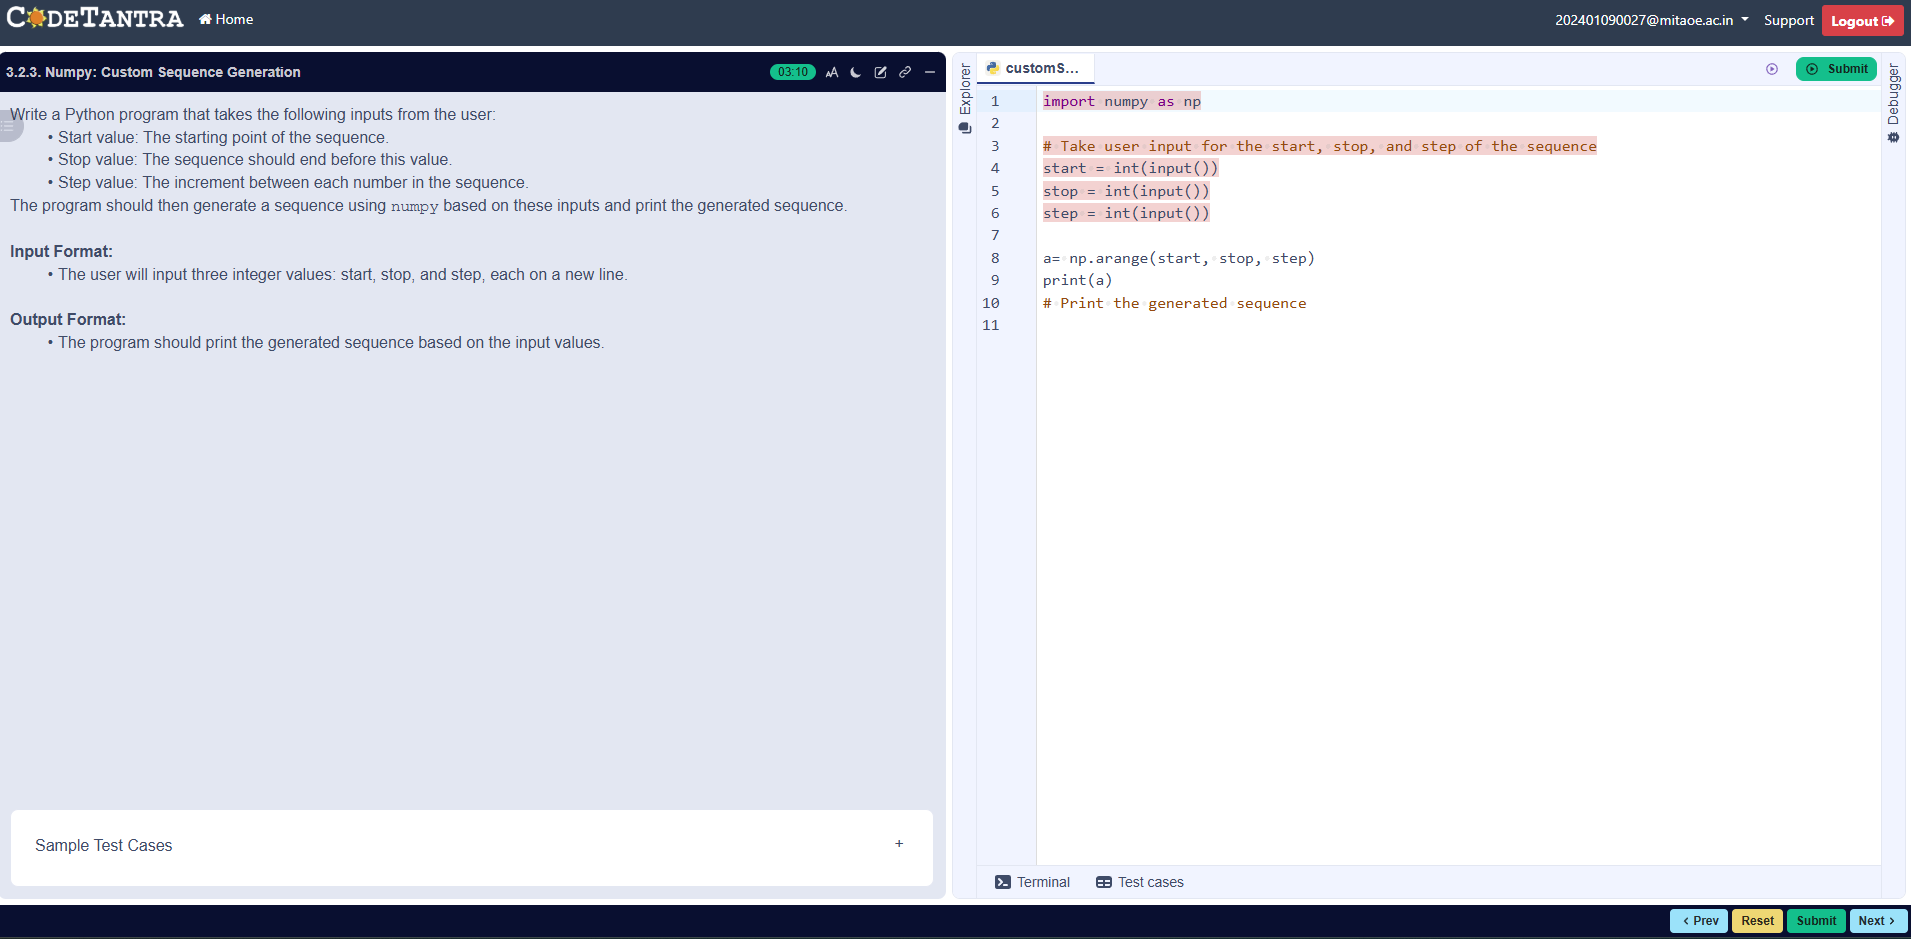 CODETANTRA Home 202401090027@mitaoe.ac.in Support Logout
3.2.3. Numpy: Custom Sequence Generation 03:10
Write a Python program that takes the following inputs from the user:
• Start value: The starting point of the sequence.
• Stop value: The sequence should end before this value.
• Step value: The increment between each number in the sequence.
The program should then generate a sequence using numpy based on these inputs and print the generated sequence.
Input Format:
• The user will input three integer values: start, stop, and step, each on a new line.
Output Format:
• The program should print the generated sequence based on the input values.
Sample Test Cases +
Explorer
customS... Submit
1 import numpy as np
2
3 # Take user input for the start, stop, and step of the sequence
4 start = int(input())
5 stop = int(input())
6 step = int(input())
7
8 a= np.arange(start, stop, step)
9 print(a)
10 # Print the generated sequence
11
Debugger
Terminal Test cases
< Prev Reset Submit Next >